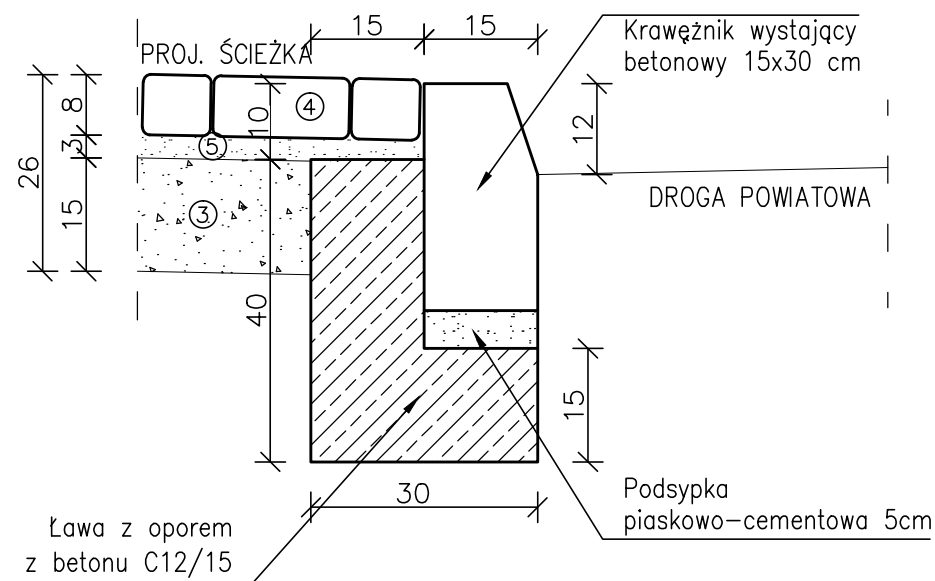 15
15
Krawężnik wystający
betonowy 15x30 cm
PROJ. ŚCIEŻKA
8
④
10
12
3
⑤
26
DROGA POWIATOWA
15
③
40
15
30
Podsypka
piaskowo-cementowa 5cm
Ława z oporem
z betonu C12/15